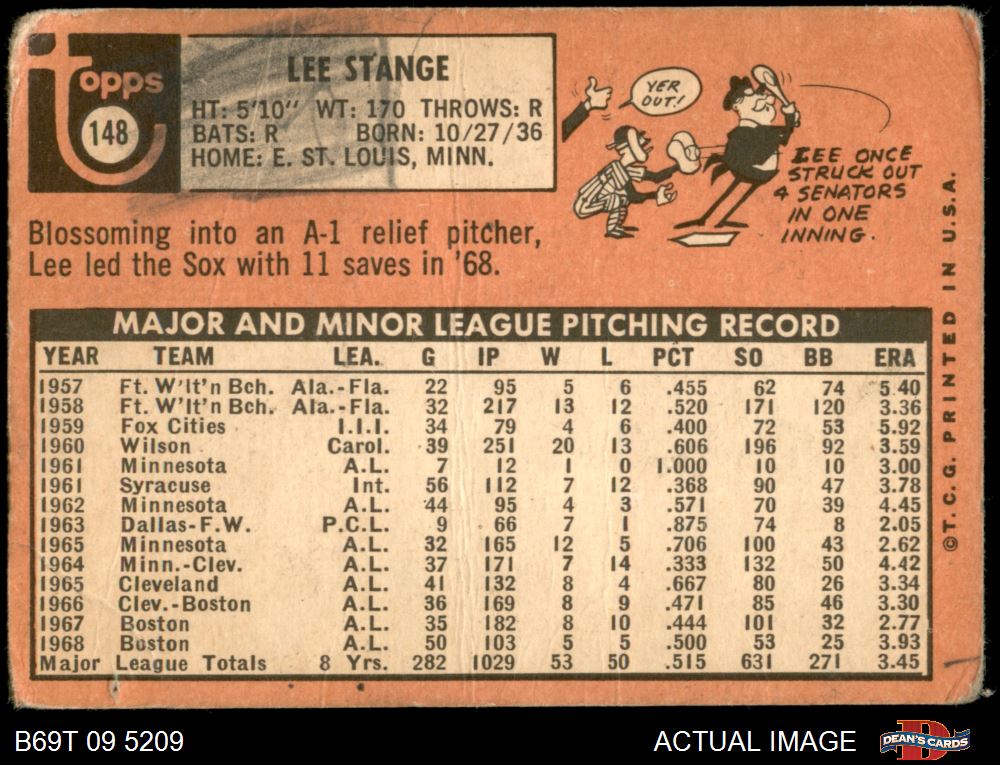 Topps
148
LEE STANGE
HT: 5'10" WT: 170 THROWS: R
BATS: R BORN: 10/27/36
HOME: E. ST. LOUIS, MINN.
YER
OUT!
LEE ONCE
STRUCK OUT
4 SENATORS
IN ONE
INNING.
Blossoming into an A-1 relief pitcher,
Lee led the Sox with 11 saves in '68.
MAJOR AND MINOR LEAGUE PITCHING RECORD
YEAR TEAM LEA. G IP W L PCT SO BB ERA
1957 Ft. W'lt'n Bch. Ala.-Fla. 22 95 5 6 .455 62 74 5.40
1958 Ft. W'lt'n Bch. Ala.-Fla. 32 217 13 12 .520 171 120 3.36
1959 Fox Cities I.I.I. 34 79 4 6 .400 72 53 5.92
1960 Wilson Carol. 39 251 20 13 .606 196 92 3.59
1961 Minnesota A.L. 7 12 1 0 1.000 10 10 3.00
1961 Syracuse Int. 56 112 7 12 .368 90 47 3.78
1962 Minnesota A.L. 44 95 4 3 .571 70 39 4.45
1963 Dallas-F.W. P.C.L. 9 66 7 1 .875 74 8 2.05
1965 Minnesota A.L. 32 165 12 5 .706 100 43 2.62
1964 Minn.-Clev. A.L. 37 171 7 14 .333 132 50 4.42
1965 Cleveland A.L. 41 132 8 4 .667 80 26 3.34
1966 Clev.-Boston A.L. 36 169 8 9 .471 85 46 3.30
1967 Boston A.L. 35 182 8 10 .444 101 32 2.77
1968 Boston A.L. 50 103 5 5 .500 53 25 3.93
Major League Totals 8 Yrs. 282 1029 53 50 .515 631 271 3.45
©T.C.G. PRINTED IN U.S.A.
B69T 09 5209
ACTUAL IMAGE
DEAN'S CARDS